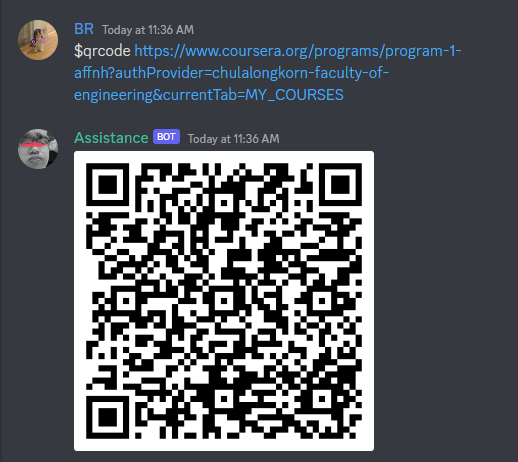 BR Today at 11:36 AM
$qrcode https://www.coursera.org/programs/program-1-
affnh?authProvider=chulalongkorn-faculty-of-
engineering&currentTab=MY_COURSES
Assistance BOT Today at 11:36 AM